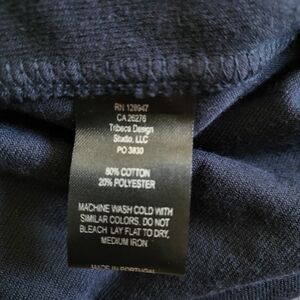 RN 128947
CA 26276
Tribeca Design
Studio, LLC
PO 3830
80% COTTON
20% POLYESTER
MACHINE WASH COLD WITH
SIMILAR COLORS. DO NOT
BLEACH. LAY FLAT TO DRY,
MEDIUM IRON
MADE IN PORTUGAL